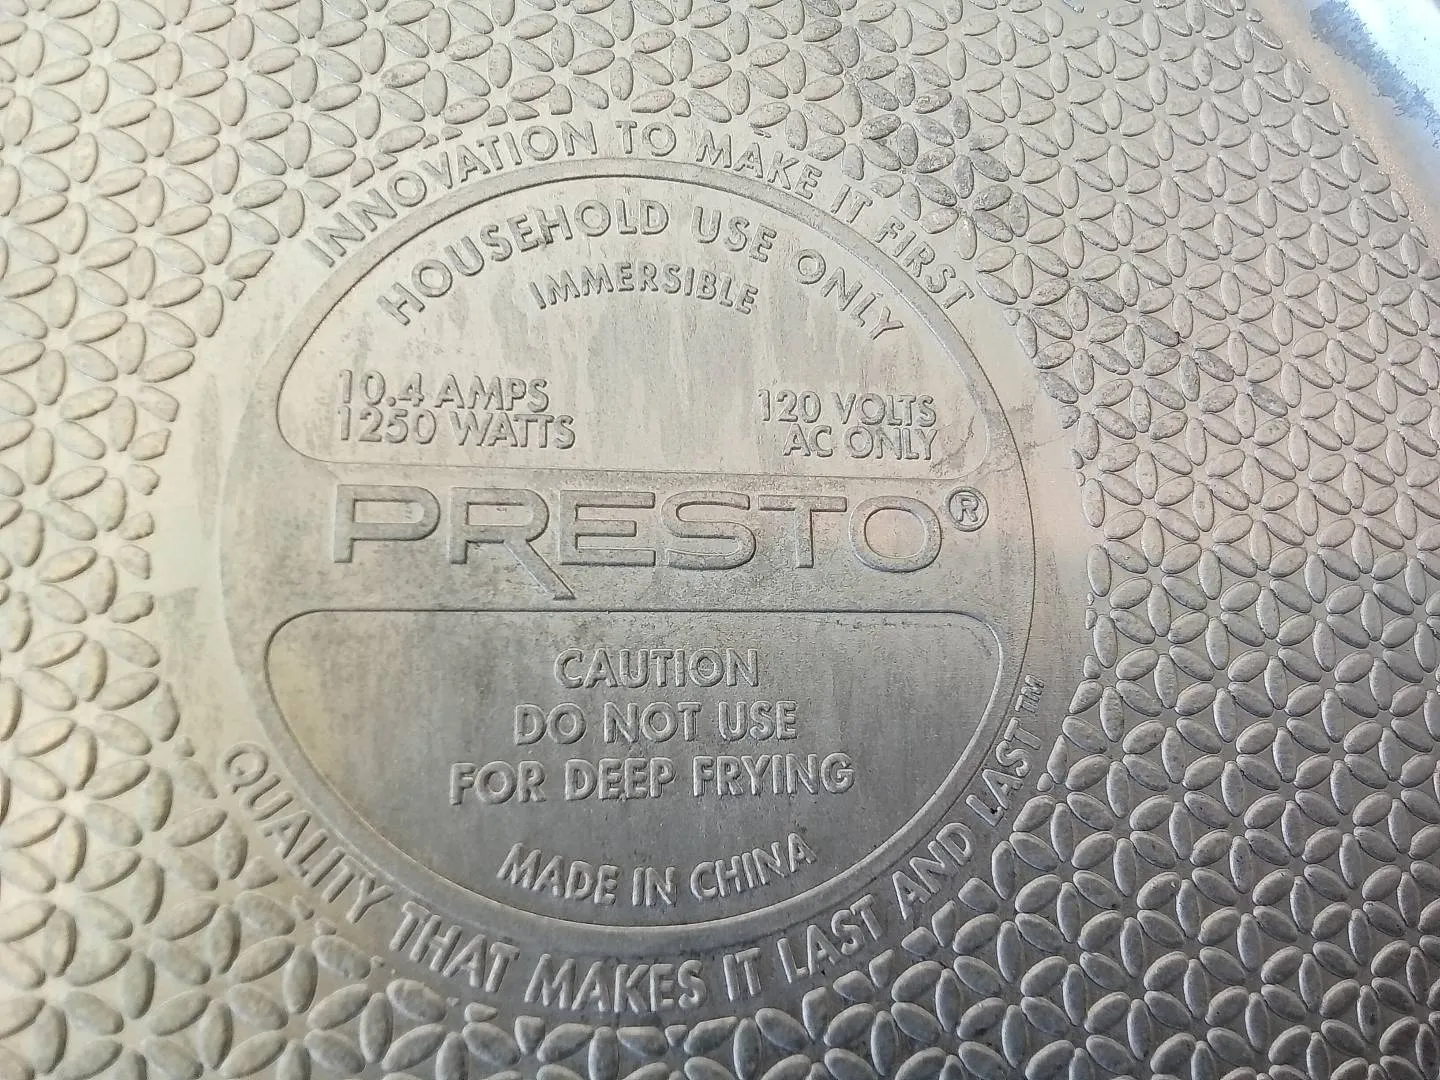 INNOVATION TO MAKE IT FIRST
HOUSEHOLD USE ONLY
IMMERSIBLE
10.4 AMPS
1250 WATTS
120 VOLTS
AC ONLY
PRESTO®
CAUTION
DO NOT USE
FOR DEEP FRYING
MADE IN CHINA
QUALITY THAT MAKES IT LAST AND LAST™